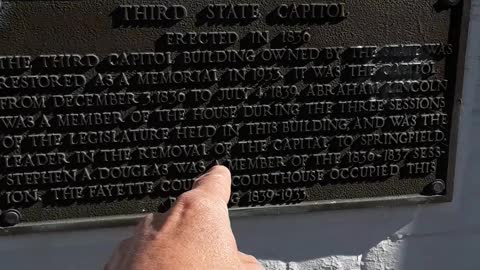 THIRD STATE CAPITOL
ERECTED IN 1836
THE THIRD CAPITOL BUILDING OWNED BY THE STATE WAS
RESTORED AS A MEMORIAL IN 1933. IT WAS THE CAPITOL
FROM DECEMBER 3, 1836 TO JULY 4, 1839. ABRAHAM LINCOLN
WAS A MEMBER OF THE HOUSE DURING THE THREE SESSIONS
OF THE LEGISLATURE HELD IN THIS BUILDING, AND WAS THE
LEADER IN THE REMOVAL OF THE CAPITAL TO SPRINGFIELD.
STEPHEN A. DOUGLAS WAS A MEMBER OF THE 1836-1837 SESS-
ION. THE FAYETTE COURTHOUSE OCCUPIED THIS
1839-1933.